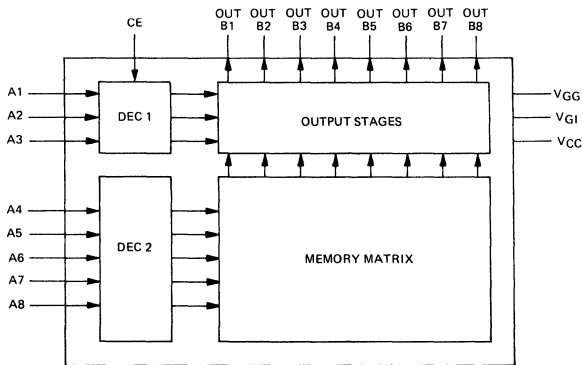 OUT OUT OUT OUT OUT OUT OUT OUT
B1 B2 B3 B4 B5 B6 B7 B8
CE
A1
A2
A3
DEC 1
OUTPUT STAGES
VGG
VGI
VCC
A4
A5
A6
A7
A8
DEC 2
MEMORY MATRIX